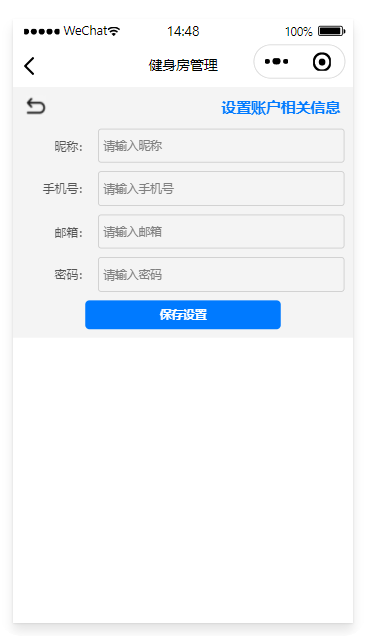 WeChat 14:48 100%
健身房管理
设置账户相关信息
昵称: 请输入昵称
手机号: 请输入手机号
邮箱: 请输入邮箱
密码: 请输入密码
保存设置